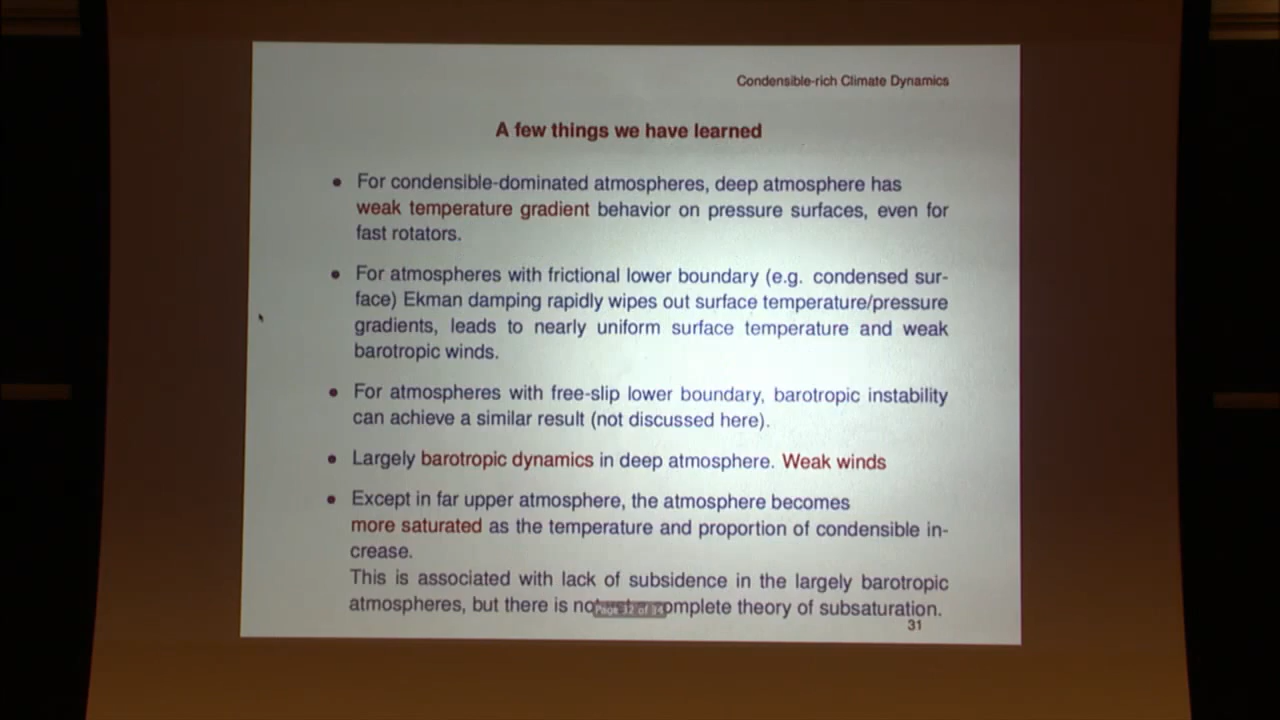 Condensible-rich Climate Dynamics
A few things we have learned
• For condensible-dominated atmospheres, deep atmosphere has
weak temperature gradient behavior on pressure surfaces, even for
fast rotators.
• For atmospheres with frictional lower boundary (e.g. condensed sur-
face) Ekman damping rapidly wipes out surface temperature/pressure
gradients, leads to nearly uniform surface temperature and weak
barotropic winds.
• For atmospheres with free-slip lower boundary, barotropic instability
can achieve a similar result (not discussed here).
• Largely barotropic dynamics in deep atmosphere. Weak winds
• Except in far upper atmosphere, the atmosphere becomes
more saturated as the temperature and proportion of condensible in-
crease.
This is associated with lack of subsidence in the largely barotropic
atmospheres, but there is no Page 32 of 34 omplete theory of subsaturation.
31